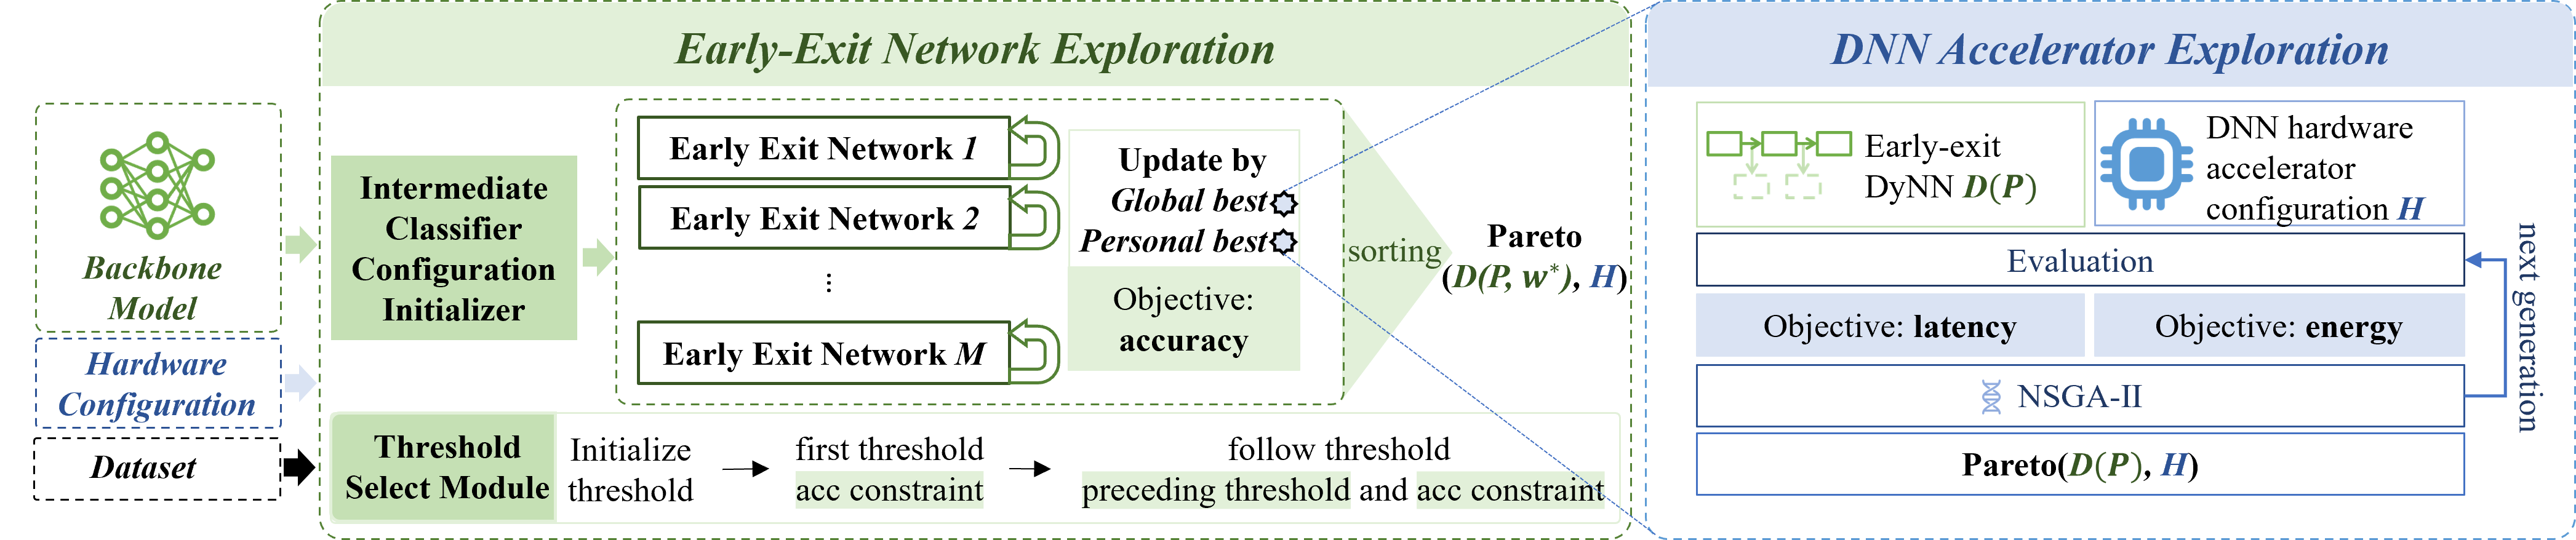 Early-Exit Network Exploration
Backbone
Model
Hardware
Configuration
Dataset
Intermediate
Classifier
Configuration
Initializer
Early Exit Network 1
Early Exit Network 2
⋮
Early Exit Network M
Update by
Global best
Personal best
Objective:
accuracy
sorting
Pareto
(D(P, w*), H)
Threshold
Select Module
Initialize
threshold
first threshold
acc constraint
follow threshold
preceding threshold and acc constraint
DNN Accelerator Exploration
Early-exit
DyNN D(P)
DNN hardware
accelerator
configuration H
Evaluation
Objective: latency
Objective: energy
NSGA-II
Pareto(D(P), H)
next generation